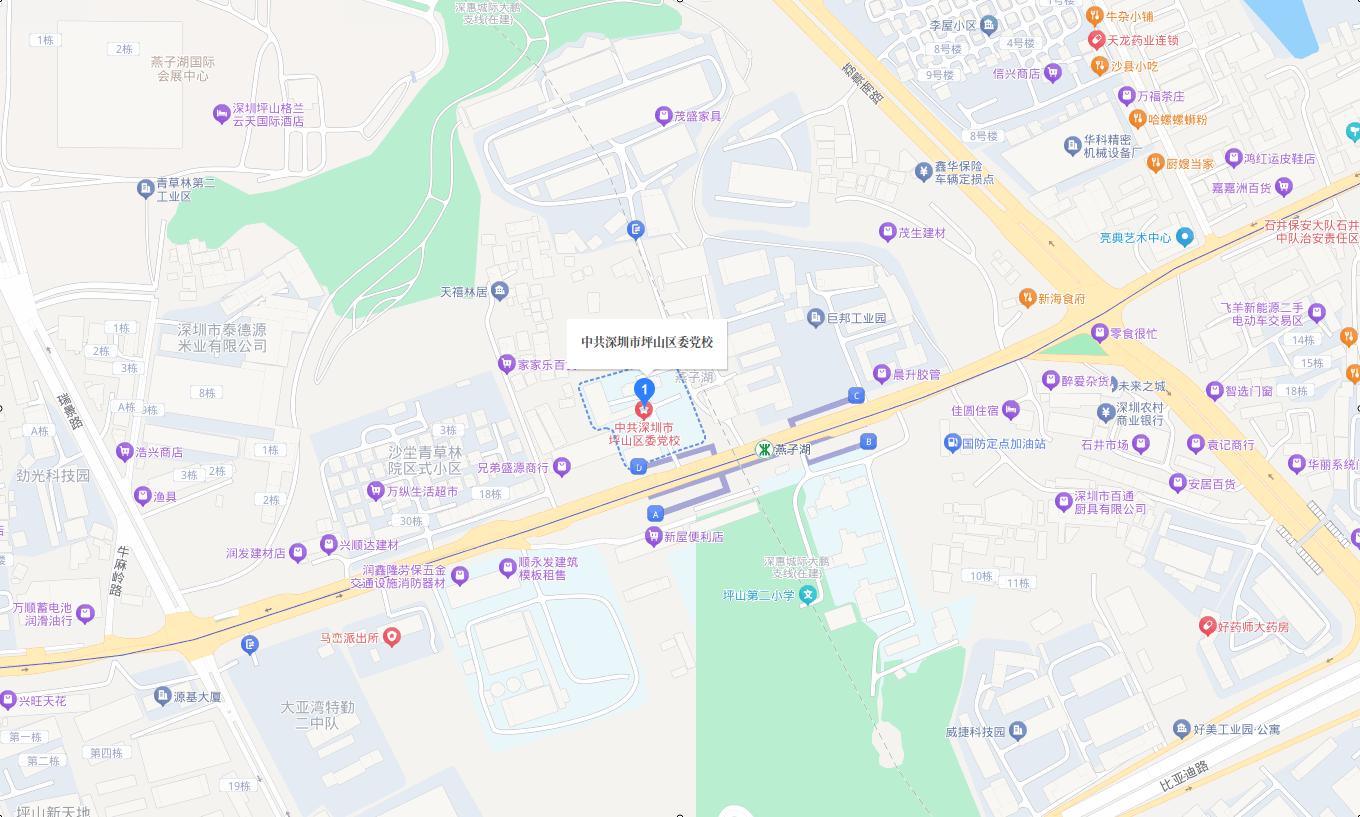 深惠城际大鹏
支线(在建)
1栋
2栋
燕子湖国际
会展中心
李屋小区
8号楼
4号楼
9号楼
牛杂小铺
天龙药业连锁
沙县小吃
信兴商店
万福茶庄
哈螺螺蛳粉
荔景南路
深圳坪山格兰
云天国际酒店
茂盛家具
8号楼
华科精密
机械设备厂
厨嫂当家
鸿红运皮鞋店
嘉嘉洲百货
鑫华保险
车辆定损点
青草林第二
工业区
石井保安大队石井
中队治安责任区
亮典艺术中心
茂生建材
天禧林居
新海食府
飞羊新能源二手
电动车交易区
巨邦工业园
1栋
深圳市泰德源
米业有限公司
2栋
3栋
零食很忙
14栋
15栋
中共深圳市坪山区委党校
家家乐百
燕子湖
晨升胶管
醉爱杂货
未来之城
智选门窗
18栋
瑞景路
8栋
A栋
A栋
1
C
佳圆住宿
深圳农村
商业银行
中共深圳市
坪山区委党校
3栋
沙坐青草林
院区式小区
浩兴商店
B
燕子湖
国防定点加油站
石井市场
袁记商行
华丽系统
劲光科技园
3栋
2栋
兄弟盛源商行
D
万纵生活超市
18栋
渔具
2栋
安居百货
深圳市百通
厨具有限公司
A
30栋
新屋便利店
润发建材店
兴顺达建材
牛麻岭路
润鑫隆劳保五金
交通设施消防器材
顺永发建筑
模板租售
深惠城际大鹏
支线(在建)
坪山第二小学
10栋
11栋
万顺蓄电池
润滑油行
马峦派出所
好药师大药房
源基大厦
兴旺天花
大亚湾特勤
二中队
第一栋
第二栋
第四栋
威捷科技园
好美工业园·公寓
19栋
比亚迪路
坪山新天地